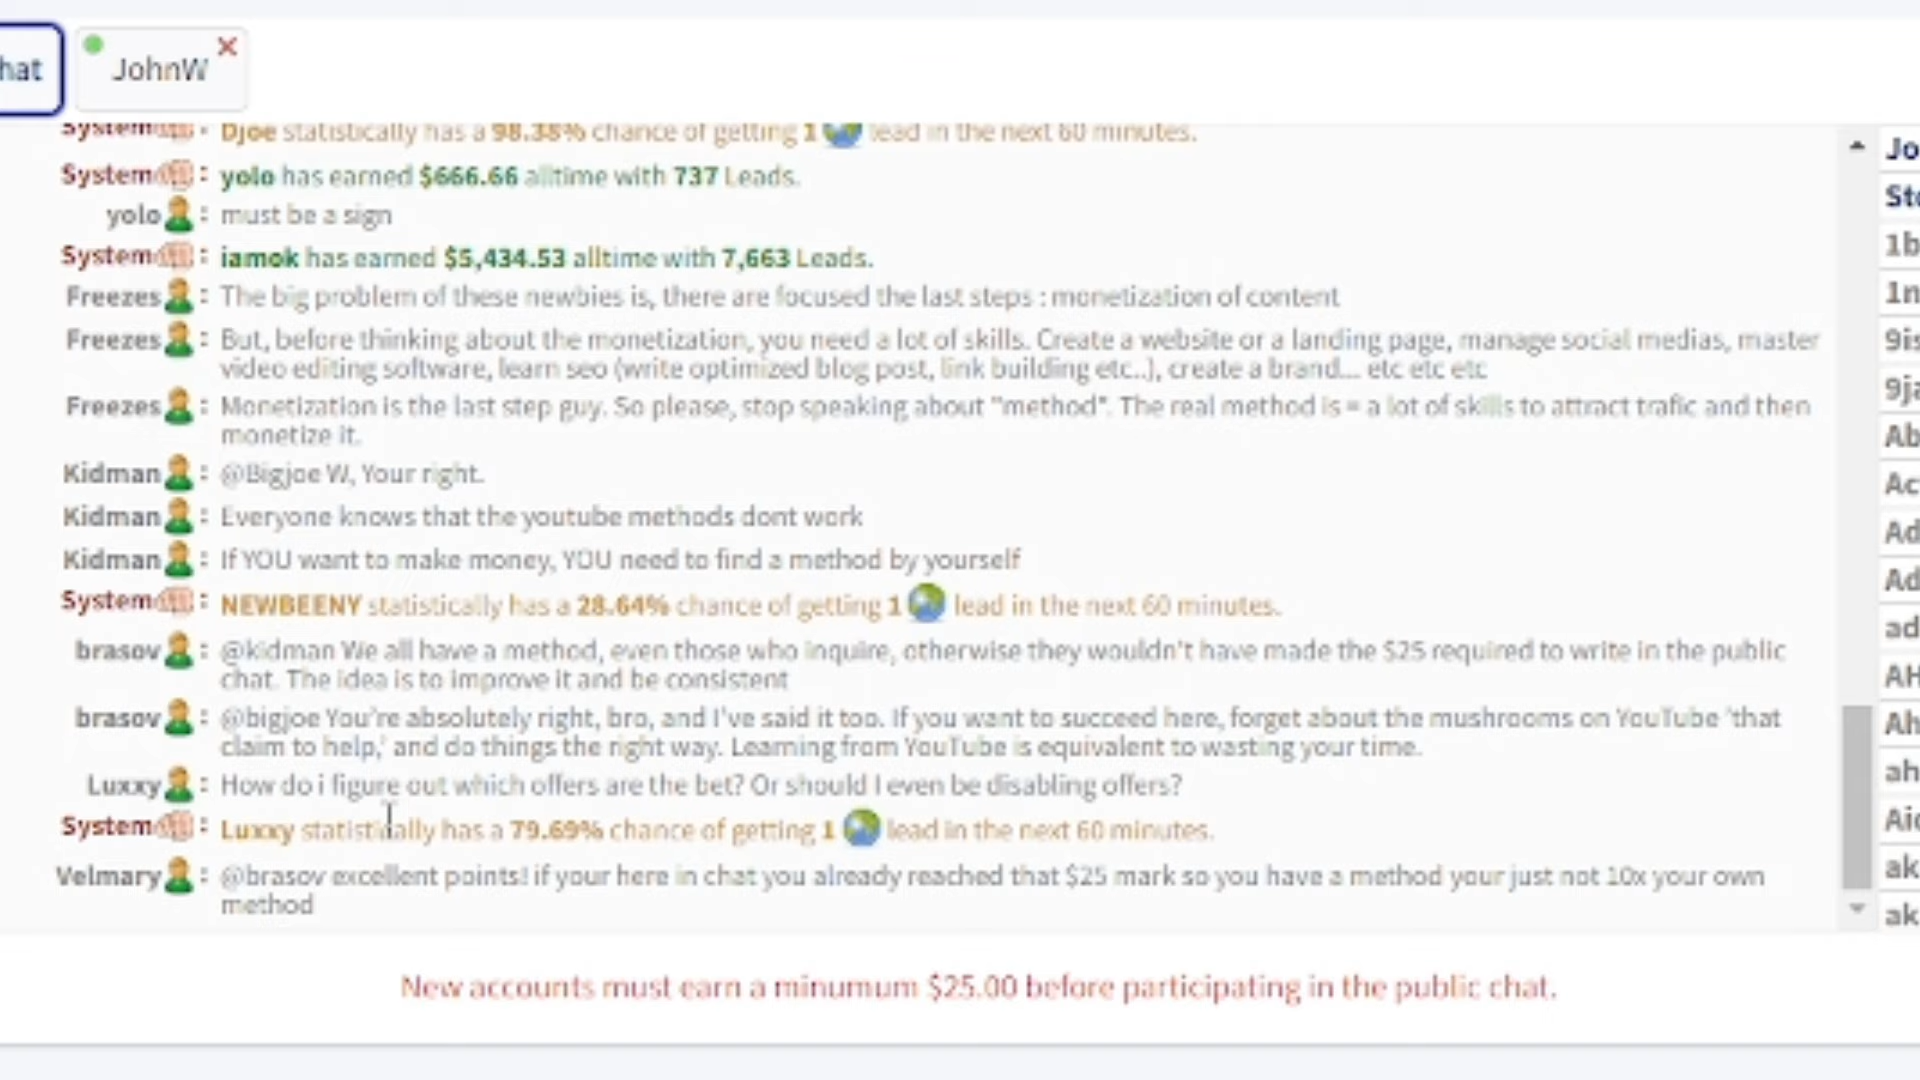 hat
JohnW
System : Djoe statistically has a 98.38% chance of getting 1 lead in the next 60 minutes.
System : yolo has earned $666.66 alltime with 737 Leads.
yolo : must be a sign
System : iamok has earned $5,434.53 alltime with 7,663 Leads.
Freezes : The big problem of these newbies is, there are focused the last steps : monetization of content
Freezes : But, before thinking about the monetization, you need a lot of skills. Create a website or a landing page, manage social medias, master
video editing software, learn seo (write optimized blog post, link building etc..), create a brand... etc etc etc
Freezes : Monetization is the last step guy. So please, stop speaking about "method". The real method is = a lot of skills to attract trafic and then
monetize it.
Kidman : @Bigjoe W, Your right.
Kidman : Everyone knows that the youtube methods dont work
Kidman : If YOU want to make money, YOU need to find a method by yourself
System : NEWBEENY statistically has a 28.64% chance of getting 1 lead in the next 60 minutes.
brasov : @kidman We all have a method, even those who inquire, otherwise they wouldn't have made the $25 required to write in the public
chat. The idea is to improve it and be consistent
brasov : @bigjoe You're absolutely right, bro, and I've said it too. If you want to succeed here, forget about the mushrooms on YouTube 'that
claim to help,' and do things the right way. Learning from YouTube is equivalent to wasting your time.
Luxxy : How do i figure out which offers are the bet? Or should I even be disabling offers?
System : Luxxy statistically has a 79.69% chance of getting 1 lead in the next 60 minutes.
Velmary : @brasov excellent points! if your here in chat you already reached that $25 mark so you have a method your just not 10x your own
method
New accounts must earn a minumum $25.00 before participating in the public chat.
Jo
Sto
1b
1n
9is
9ja
Ab
Ac
Ad
Ad
ad
AH
Ah
ah
Aic
ak
ak